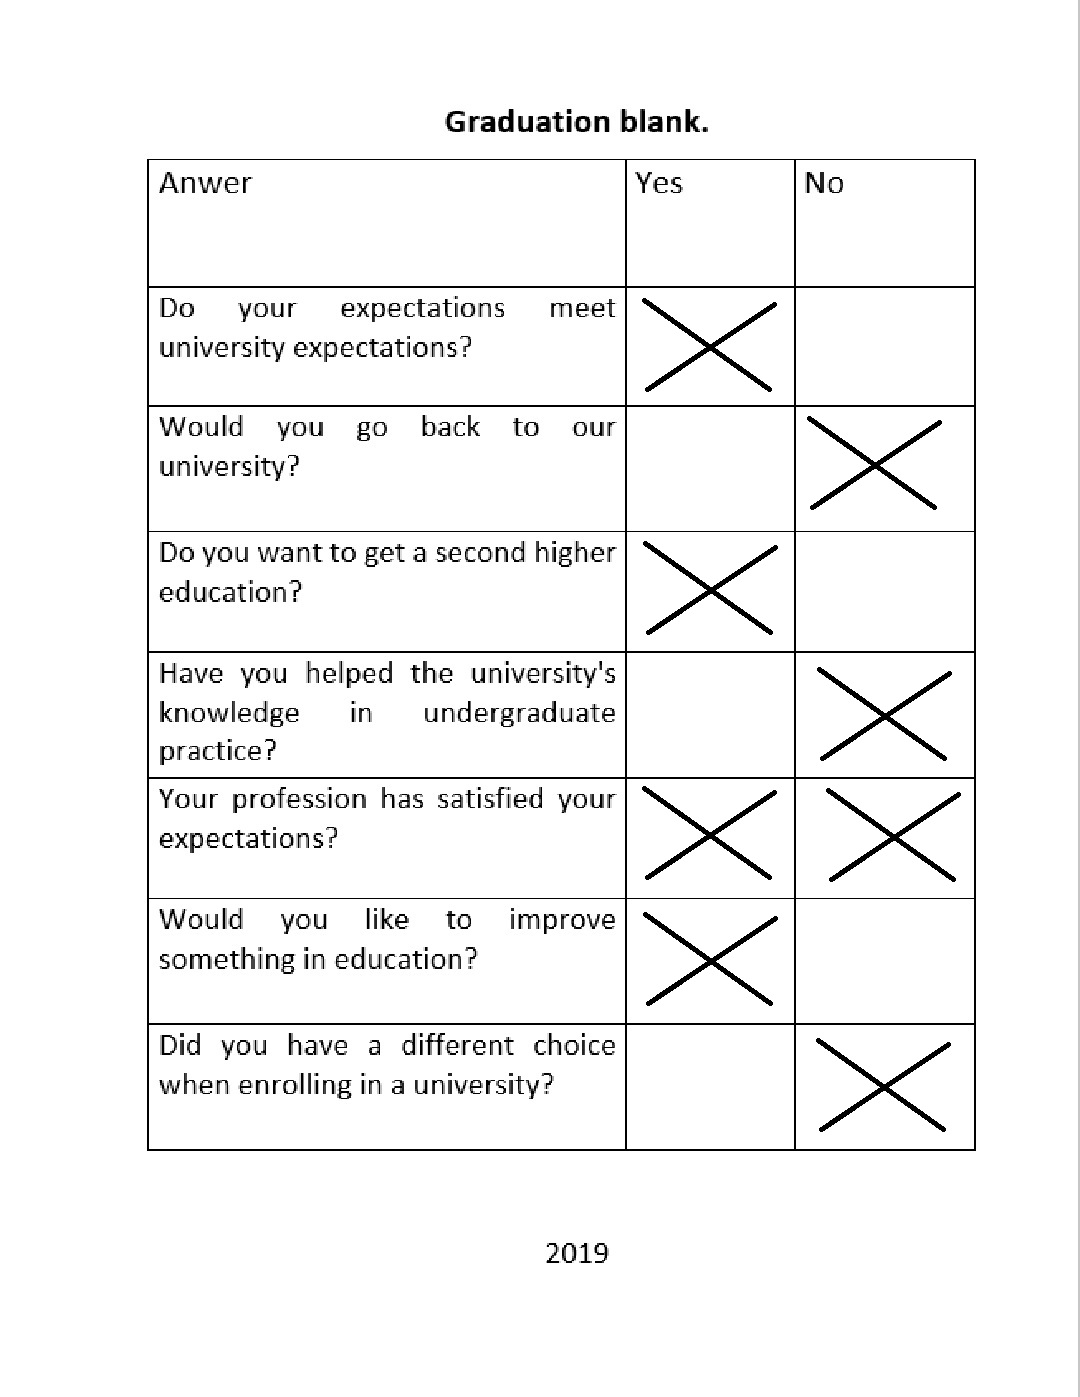 Graduation blank.
Anwer Yes No
Do your expectations meet
university expectations?
Would you go back to our
university?
Do you want to get a second higher
education?
Have you helped the university's
knowledge in undergraduate
practice?
Your profession has satisfied your
expectations?
Would you like to improve
something in education?
Did you have a different choice
when enrolling in a university?
2019